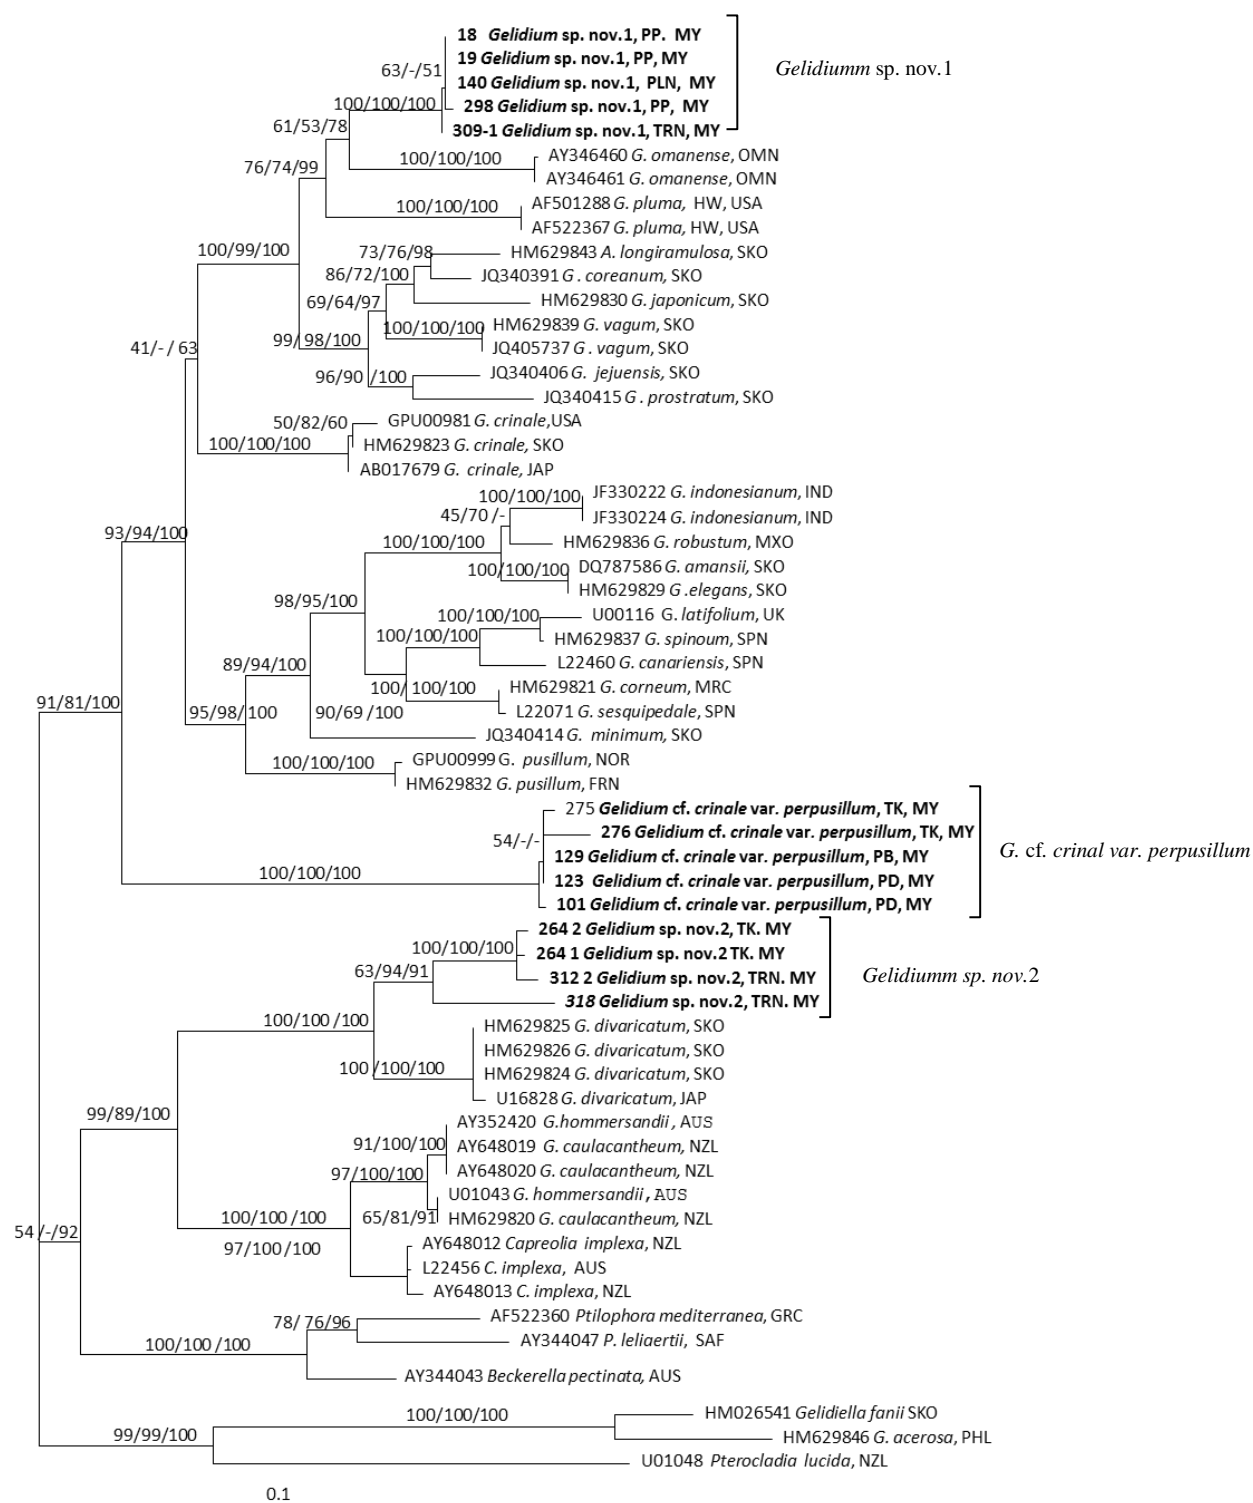 18 Gelidium sp. nov.1, PP. MY
19 Gelidium sp. nov.1, PP, MY
Gelidiumm sp. nov.1
63/-/51
140 Gelidium sp. nov.1, PLN, MY
100/100/100
298 Gelidium sp. nov.1, PP, MY
61/53/78
309-1 Gelidium sp. nov.1, TRN, MY
100/100/100
AY346460 G. omanense, OMN
76/74/99
AY346461 G. omanense, OMN
100/100/100
AF501288 G. pluma, HW, USA
AF522367 G. pluma, HW, USA
100/99/100
73/76/98
HM629843 A. longiramulosa, SKO
86/72/100
JQ340391 G. coreanum, SKO
69/64/97
HM629830 G. japonicum, SKO
100/100/100
HM629839 G. vagum, SKO
99/98/100
JQ405737 G. vagum, SKO
41/-/63
96/90/100
JQ340406 G. jejuensis, SKO
JQ340415 G. prostratum, SKO
50/82/60
GPU00981 G. crinale,USA
100/100/100
HM629823 G. crinale, SKO
AB017679 G. crinale, JAP
100/100/100
JF330222 G. indonesianum, IND
45/70/-
JF330224 G. indonesianum, IND
93/94/100
100/100/100
HM629836 G. robustum, MXO
100/100/100
DQ787586 G. amansii, SKO
HM629829 G .elegans, SKO
98/95/100
100/100/100
U00116 G. latifolium, UK
100/100/100
HM629837 G. spinoum, SPN
89/94/100
L22460 G. canariensis, SPN
100/100/100
HM629821 G. corneum, MRC
91/81/100
95/98/100
90/69/100
L22071 G. sesquipedale, SPN
JQ340414 G. minimum, SKO
100/100/100
GPU00999 G. pusillum, NOR
HM629832 G. pusillum, FRN
275 Gelidium cf. crinale var. perpusillum, TK, MY
54/-/-
276 Gelidium cf. crinale var. perpusillum, TK, MY
129 Gelidium cf. crinale var. perpusillum, PB, MY
G. cf. crinal var. perpusillum
100/100/100
123 Gelidium cf. crinale var. perpusillum, PD, MY
101 Gelidium cf. crinale var. perpusillum, PD, MY
264 2 Gelidium sp. nov.2, TK. MY
100/100/100
264 1 Gelidium sp. nov.2 TK. MY
63/94/91
312 2 Gelidium sp. nov.2, TRN. MY
Gelidiumm sp. nov.2
318 Gelidium sp. nov.2, TRN. MY
100/100/100
HM629825 G. divaricatum, SKO
HM629826 G. divaricatum, SKO
100/100/100
HM629824 G. divaricatum, SKO
U16828 G. divaricatum, JAP
99/89/100
AY352420 G.hommersandii, AUS
91/100/100
AY648019 G. caulacantheum, NZL
97/100/100
AY648020 G. caulacantheum, NZL
U01043 G. hommersandii, AUS
100/100/100
65/81/91
HM629820 G. caulacantheum, NZL
54/-/92
97/100/100
AY648012 Capreolia implexa, NZL
L22456 C. implexa, AUS
AY648013 C. implexa, NZL
78/76/96
AF522360 Ptilophora mediterranea, GRC
100/100/100
AY344047 P. leliaertii, SAF
AY344043 Beckerella pectinata, AUS
100/100/100
HM026541 Gelidiella fanii SKO
99/99/100
HM629846 G. acerosa, PHL
U01048 Pterocladia lucida, NZL
0.1